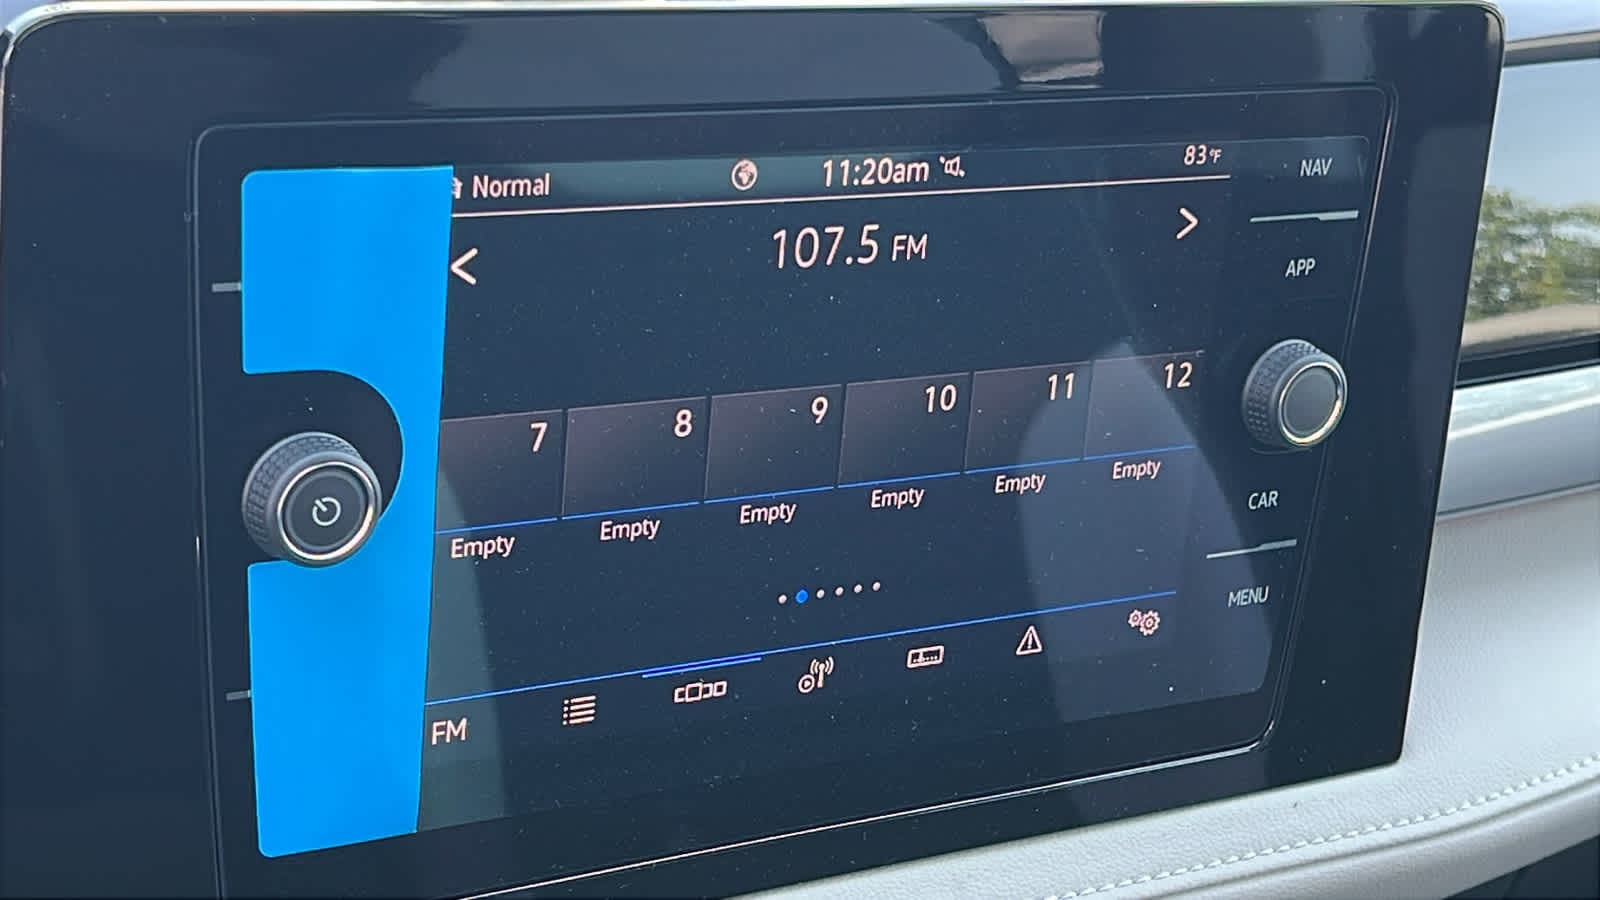 Normal 11:20am 83°F
NAV
107.5 FM
APP
7 8 9 10 11 12
Empty Empty Empty Empty Empty Empty
CAR
MENU
FM